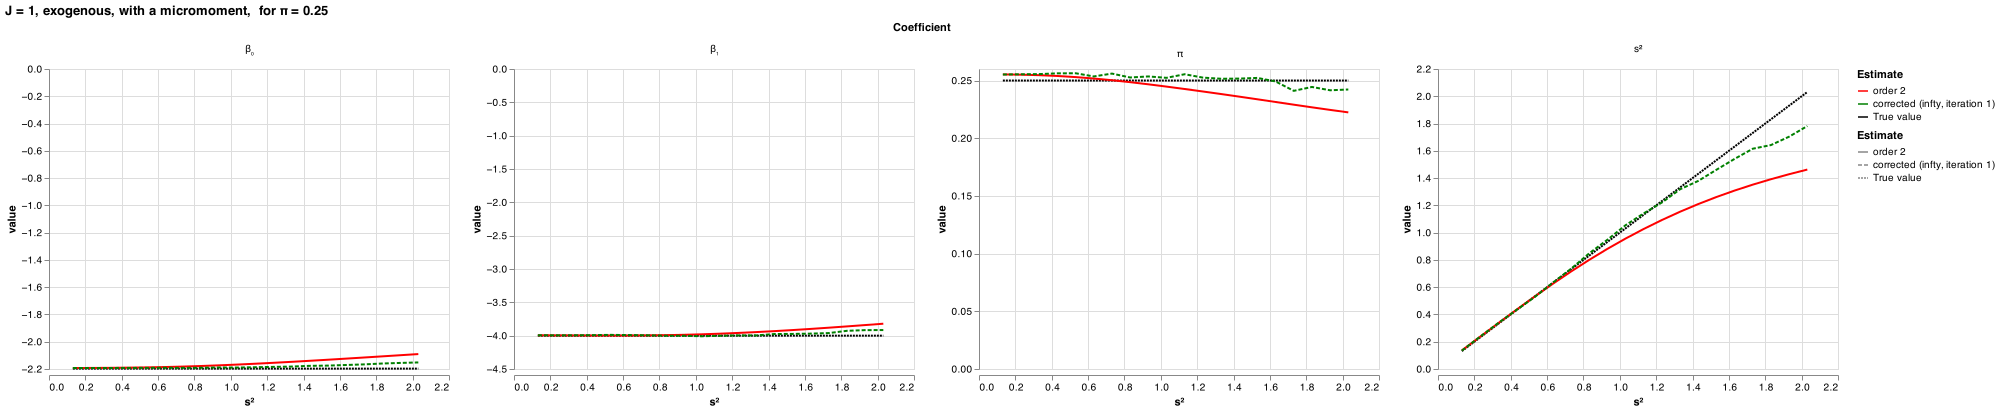 J = 1, exogenous, with a micromoment, for π = 0.25
Coefficient
β₀
β₁
π
s²
0.0
−0.2
−0.4
−0.6
−0.8
−1.0
−1.2
−1.4
−1.6
−1.8
−2.0
−2.2
value
0.0 0.2 0.4 0.6 0.8 1.0 1.2 1.4 1.6 1.8 2.0 2.2
s²
0.0
−0.5
−1.0
−1.5
−2.0
−2.5
−3.0
−3.5
−4.0
−4.5
value
0.0 0.2 0.4 0.6 0.8 1.0 1.2 1.4 1.6 1.8 2.0 2.2
s²
0.25
0.20
0.15
0.10
0.05
0.00
value
0.0 0.2 0.4 0.6 0.8 1.0 1.2 1.4 1.6 1.8 2.0 2.2
s²
2.2
2.0
1.8
1.6
1.4
1.2
1.0
0.8
0.6
0.4
0.2
0.0
value
0.0 0.2 0.4 0.6 0.8 1.0 1.2 1.4 1.6 1.8 2.0 2.2
s²
Estimate
order 2
corrected (infty, iteration 1)
True value
Estimate
order 2
corrected (infty, iteration 1)
True value